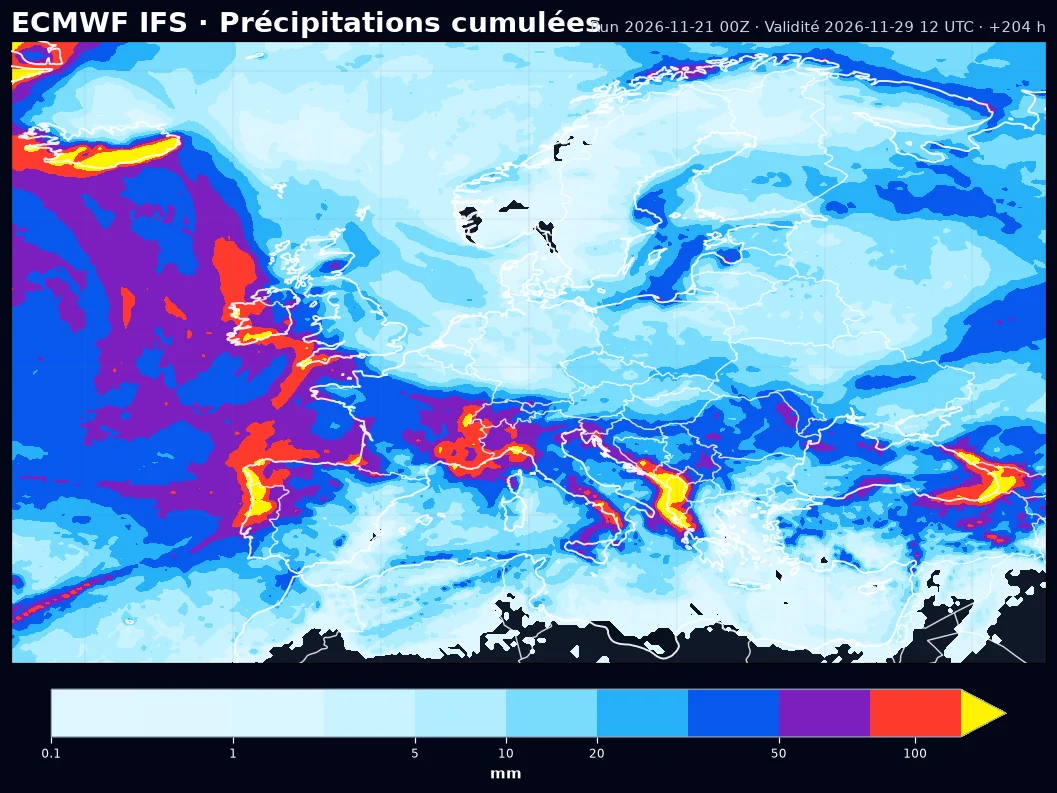 ECMWF IFS · Précipitations cumulées
Run 2026-11-21 00Z · Validité 2026-11-29 12 UTC · +204 h
0.1 1 5 10 20 50 100
mm